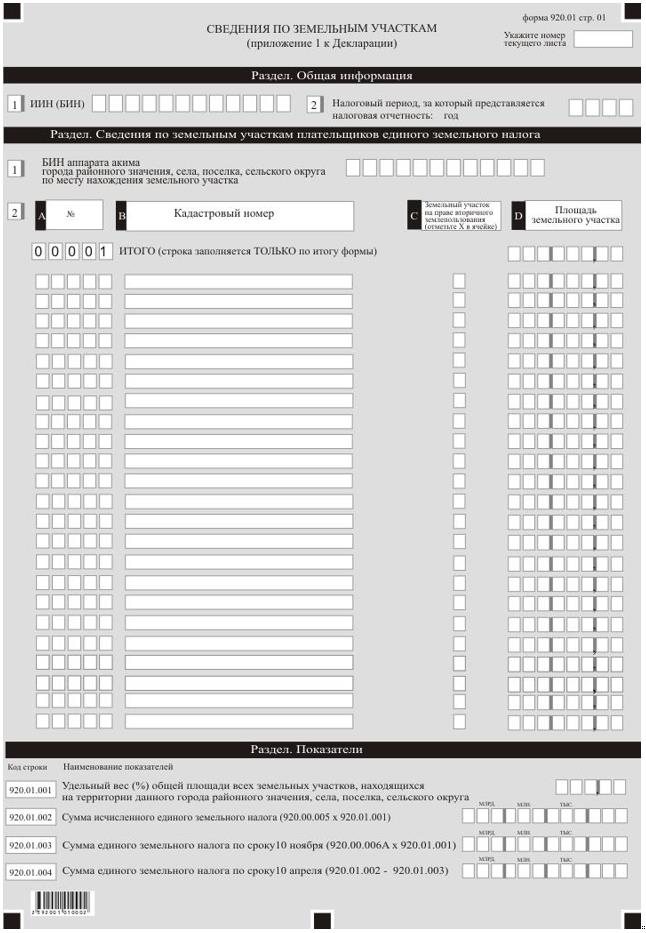 форма 920.01 стр. 01
СВЕДЕНИЯ ПО ЗЕМЕЛЬНЫМ УЧАСТКАМ
(приложение 1 к Декларации)
Укажите номер
текущего листа
Раздел. Общая информация
1 ИИН (БИН) 2 Налоговый период, за который представляется
налоговая отчетность: год
Раздел. Сведения по земельным участкам плательщиков единого земельного налога
1 БИН аппарата акима
города районного значения, села, поселка, сельского округа
по месту нахождения земельного участка
2 A № B Кадастровый номер C Земельный участок
на праве вторичного
землепользования
(отметьте X в ячейке)
D Площадь
земельного участка
00001 ИТОГО (строка заполняется ТОЛЬКО по итогу формы)
Раздел. Показатели
Код строки Наименование показателей
920.01.001 Удельный вес (%) общей площади всех земельных участков, находящихся
на территрии данного города районного значения, села, поселка, сельского округа
МЛРД. МЛН. ТЫС.
920.01.002 Сумма исчисленного единого земельного налога (920.00.005 x 920.01.001)
МЛРД. МЛН. ТЫС.
920.01.003 Сумма единого земельного налога по сроку10 ноября (920.00.006A x 920.01.001)
МЛРД. МЛН. ТЫС.
920.01.004 Сумма единого земельного налога по сроку10 апреля (920.01.002 - 920.01.003)